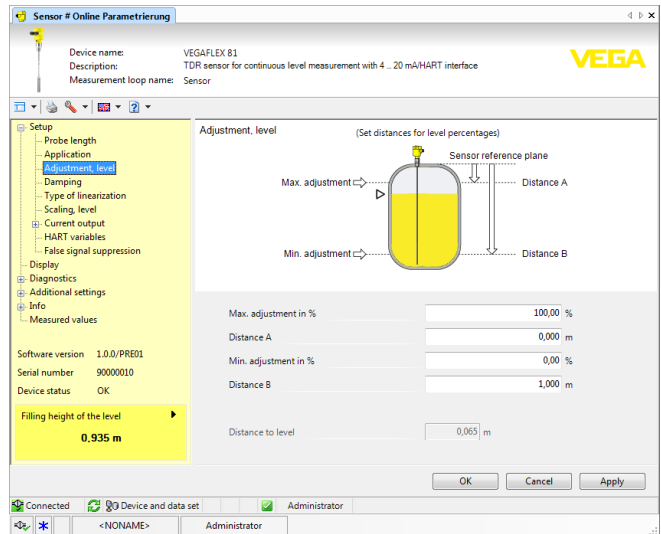 Sensor # Online Parametrierung
Device name: VEGAFLEX 81
Description: TDR sensor for continuous level measurement with 4 .. 20 mA/HART interface
Measurement loop name: Sensor
VEGA
Setup
Probe length
Application
Adjustment, level
Damping
Type of linearization
Scaling, level
Current output
HART variables
False signal suppression
Display
Diagnostics
Additional settings
Info
Measured values
Software version 1.0.0/PRE01
Serial number 90000010
Device status OK
Filling height of the level
0,935 m
Adjustment, level
(Set distances for level percentages)
Sensor reference plane
Max. adjustment
Distance A
Min. adjustment
Distance B
Max. adjustment in % 100,00 %
Distance A 0,000 m
Min. adjustment in % 0,00 %
Distance B 1,000 m
Distance to level 0,065 m
OK Cancel Apply
Connected Device and data set Administrator
<NONAME> Administrator